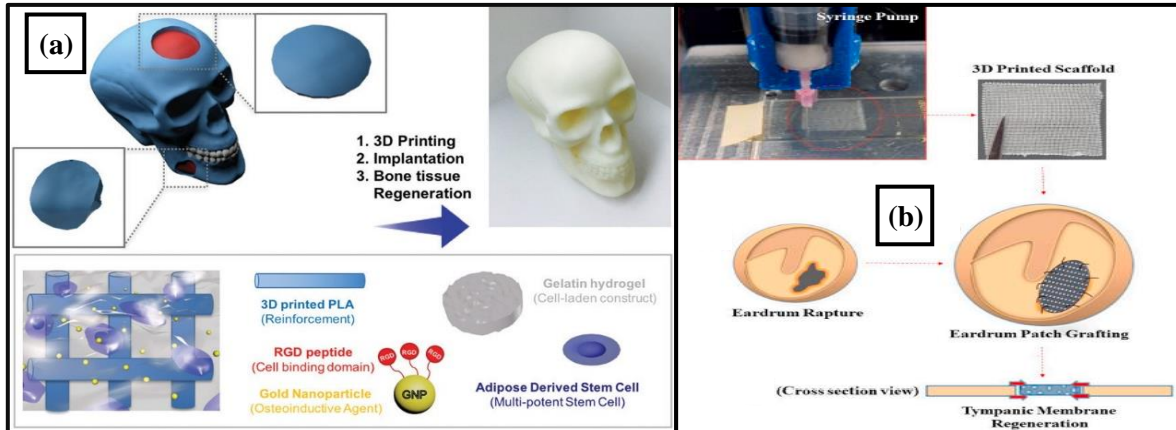 (a)
1. 3D Printing
2. Implantation
3. Bone tissue
Regeneration
3D printed PLA
(Reinforcement)
RGD peptide
(Cell binding domain)
Gold Nanoparticle
(Osteoinductive Agent)
RGD
RGD
RGD
GNP
Gelatin hydrogel
(Cell-laden construct)
Adipose Derived Stem Cell
(Multi-potent Stem Cell)
Syringe Pump
3D Printed Scaffold
(b)
Eardrum Rapture
Eardrum Patch Grafting
(Cross section view)
Tympanic Membrane
Regeneration